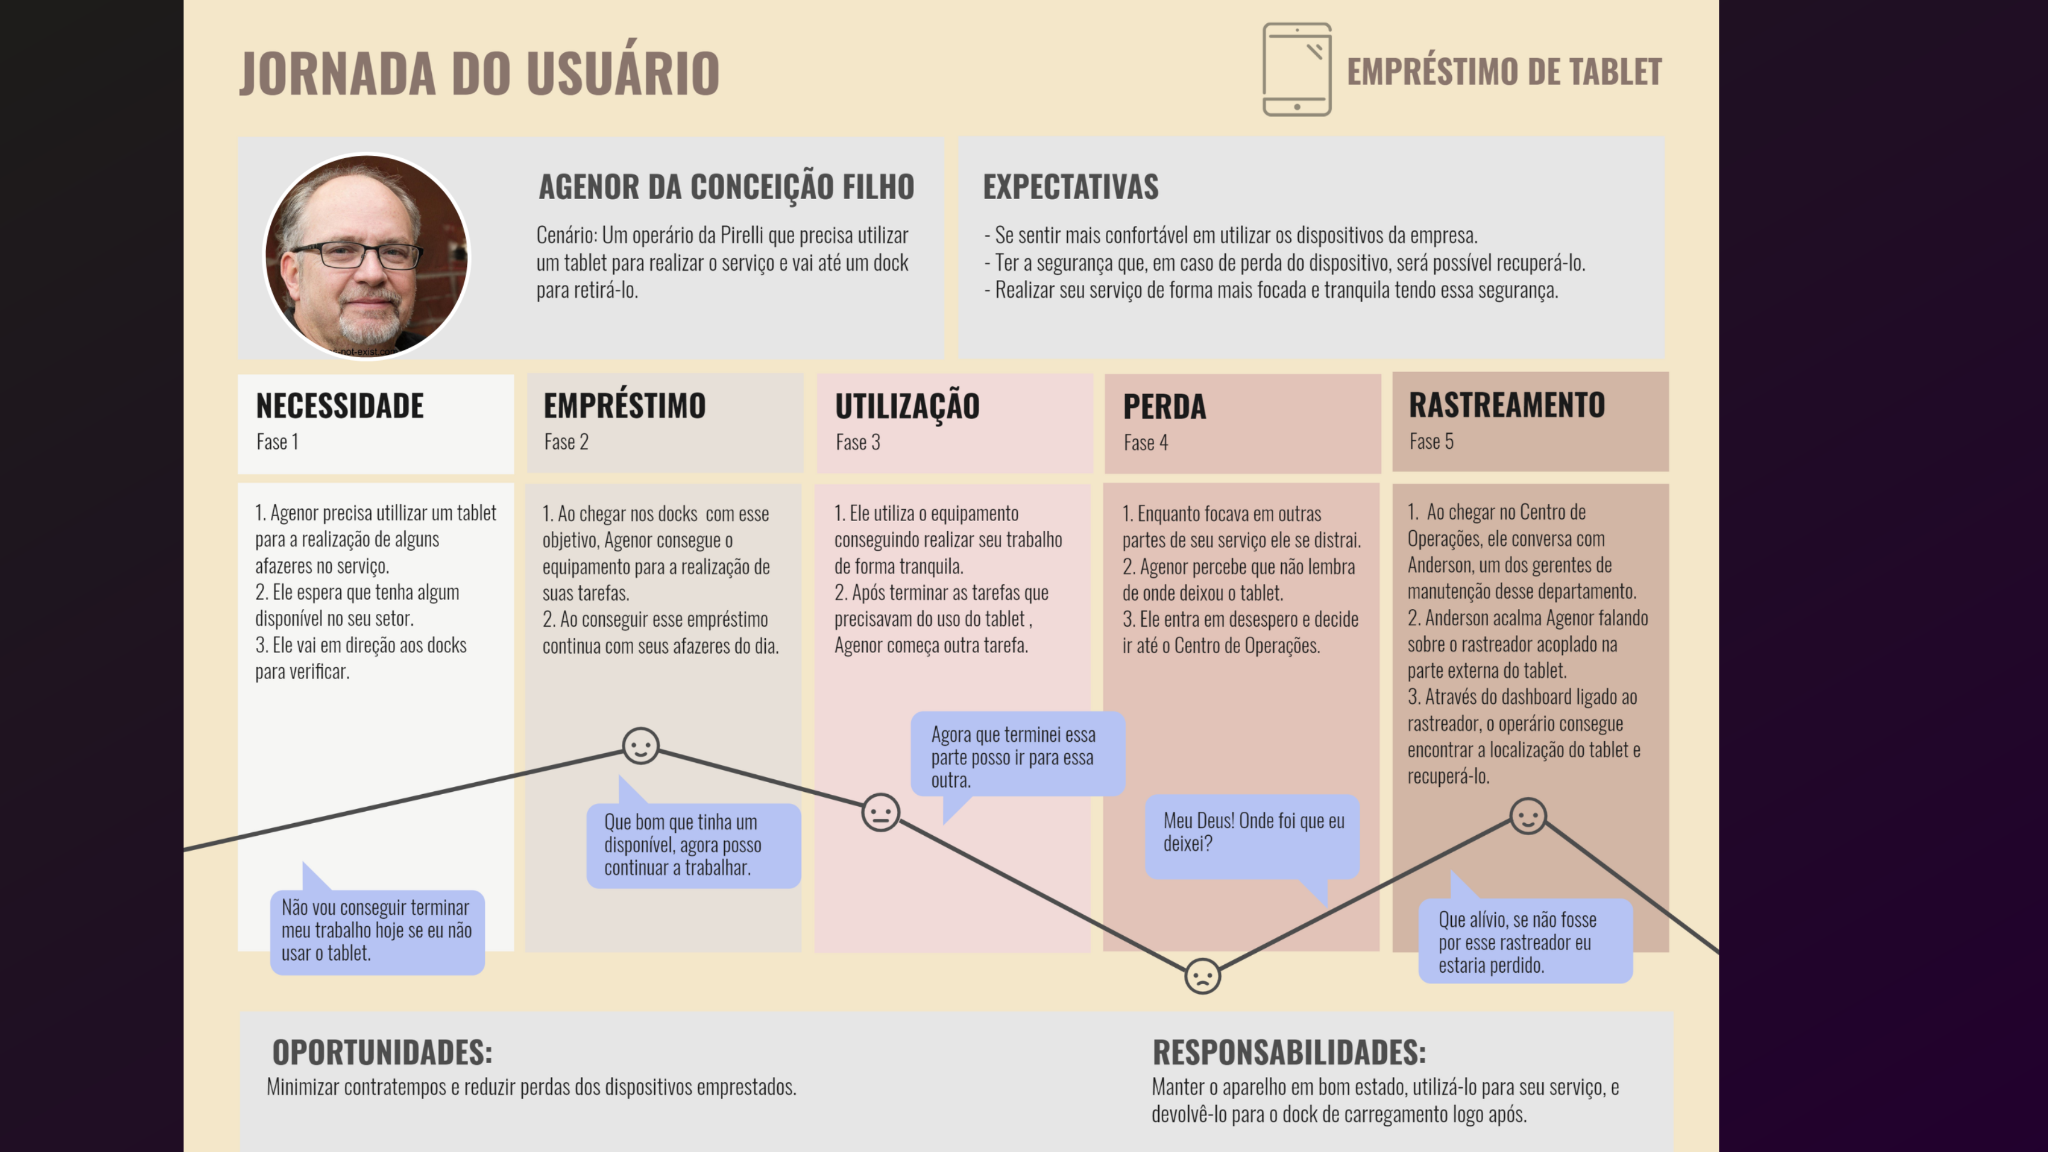 JORNADA DO USUÁRIO
EMPRÉSTIMO DE TABLET
AGENOR DA CONCEIÇÃO FILHO
Cenário: Um operário da Pirelli que precisa utilizar
um tablet para realizar o serviço e vai até um dock
para retirá-lo.
-not-exist.co
EXPECTATIVAS
- Se sentir mais confortável em utilizar os dispositivos da empresa.
- Ter a segurança que, em caso de perda do dispositivo, será possível recuperá-lo.
- Realizar seu serviço de forma mais focada e tranquila tendo essa segurança.
NECESSIDADE
Fase 1
1. Agenor precisa utillizar um tablet
para a realização de alguns
afazeres no serviço.
2. Ele espera que tenha algum
disponível no seu setor.
3. Ele vai em direção aos docks
para verificar.
Não vou conseguir terminar
meu trabalho hoje se eu não
usar o tablet.
EMPRÉSTIMO
Fase 2
1. Ao chegar nos docks com esse
objetivo, Agenor consegue o
equipamento para a realização de
suas tarefas.
2. Ao conseguir esse empréstimo
continua com seus afazeres do dia.
Que bom que tinha um
disponível, agora posso
continuar a trabalhar.
UTILIZAÇÃO
Fase 3
1. Ele utiliza o equipamento
conseguindo realizar seu trabalho
de forma tranquila.
2. Após terminar as tarefas que
precisavam do uso do tablet ,
Agenor começa outra tarefa.
Agora que terminei essa
parte posso ir para essa
outra.
PERDA
Fase 4
1. Enquanto focava em outras
partes de seu serviço ele se distrai.
2. Agenor percebe que não lembra
de onde deixou o tablet.
3. Ele entra em desespero e decide
ir até o Centro de Operações.
Meu Deus! Onde foi que eu
deixei?
RASTREAMENTO
Fase 5
1. Ao chegar no Centro de
Operações, ele conversa com
Anderson, um dos gerentes de
manutenção desse departamento.
2. Anderson acalma Agenor falando
sobre o rastreador acoplado na
parte externa do tablet.
3. Através do dashboard ligado ao
rastreador, o operário consegue
encontrar a localização do tablet e
recuperá-lo.
Que alívio, se não fosse
por esse rastreador eu
estaria perdido.
OPORTUNIDADES:
Minimizar contratempos e reduzir perdas dos dispositivos emprestados.
RESPONSABILIDADES:
Manter o aparelho em bom estado, utilizá-lo para seu serviço, e
devolvê-lo para o dock de carregamento logo após.